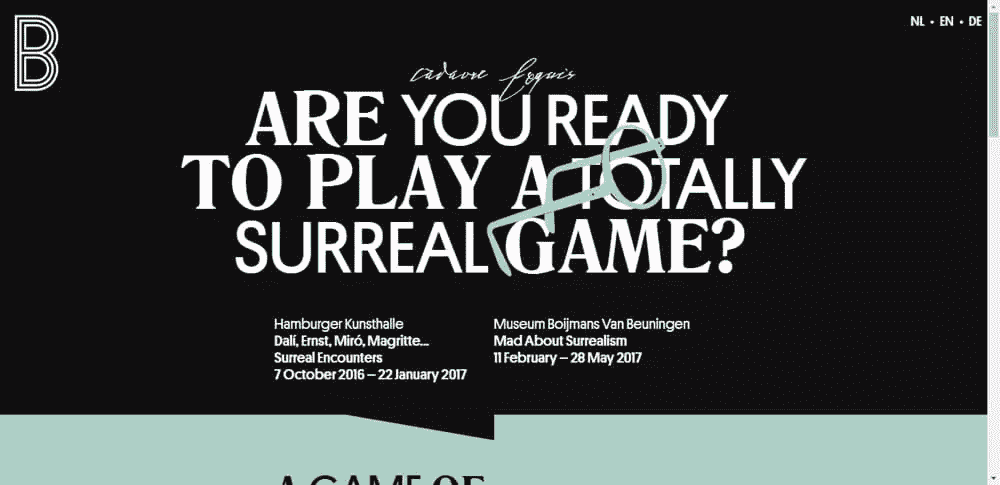 B
NL • EN • DE
cadavre Exquis
ARE YOU READY
TO PLAY A TOTALLY
SURREAL GAME?
Hamburger Kunsthalle
Dalí, Ernst, Miró, Magritte...
Surreal Encounters
7 October 2016 – 22 January 2017
Museum Boijmans Van Beuningen
Mad About Surrealism
11 February – 28 May 2017
A GAME OF